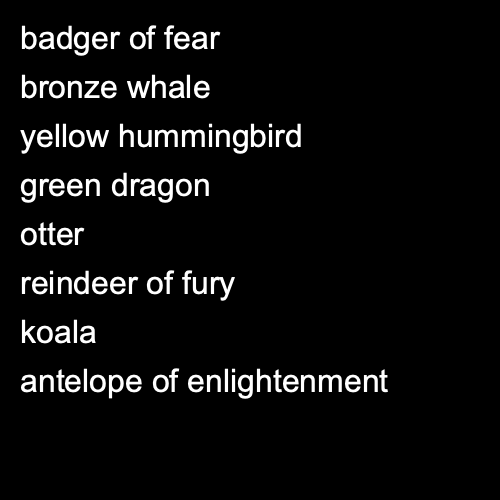 badger of fear
bronze whale
yellow hummingbird
green dragon
otter
reindeer of fury
koala
antelope of enlightenment